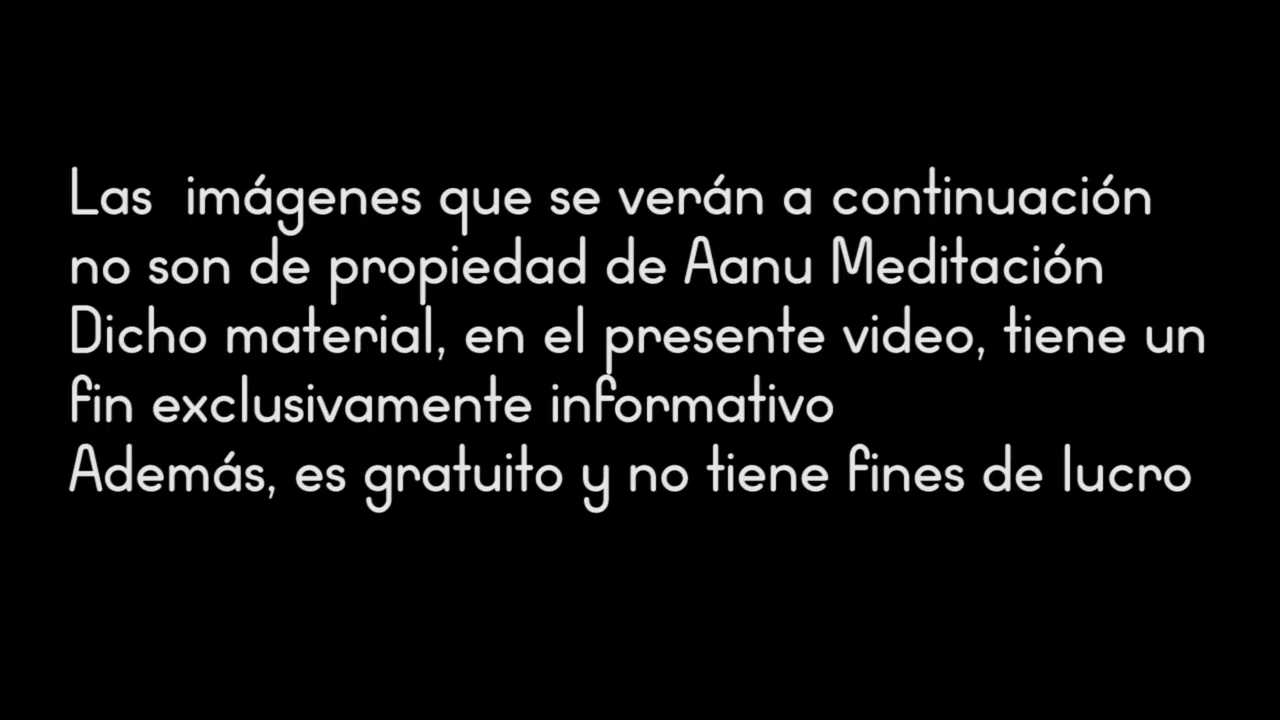 Las  imágenes que se verán a continuación
no son de propiedad de Aanu Meditación
Dicho material, en el presente video, tiene un
fin exclusivamente informativo
Además, es gratuito y no tiene fines de lucro